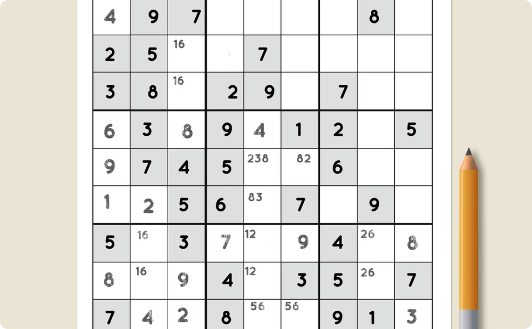 4 9 7 8
2 5 16 7
3 8 16 2 9 7
6 3 8 9 4 1 2 5
9 7 4 5 238 82 6
1 2 5 6 83 7 9
5 16 3 7 12 9 4 26 8
8 16 9 4 12 3 5 26 7
7 4 2 8 56 56 9 1 3